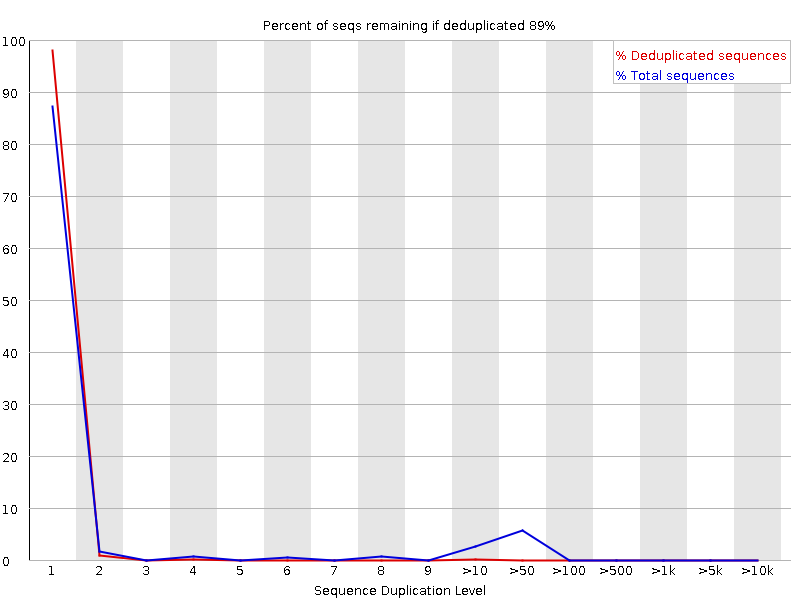 Percent of seqs remaining if deduplicated 89%
% Deduplicated sequences
% Total sequences
100
90
80
70
60
50
40
30
20
10
0
1 2 3 4 5 6 7 8 9 >10 >50 >100 >500 >1k >5k >10k
Sequence Duplication Level